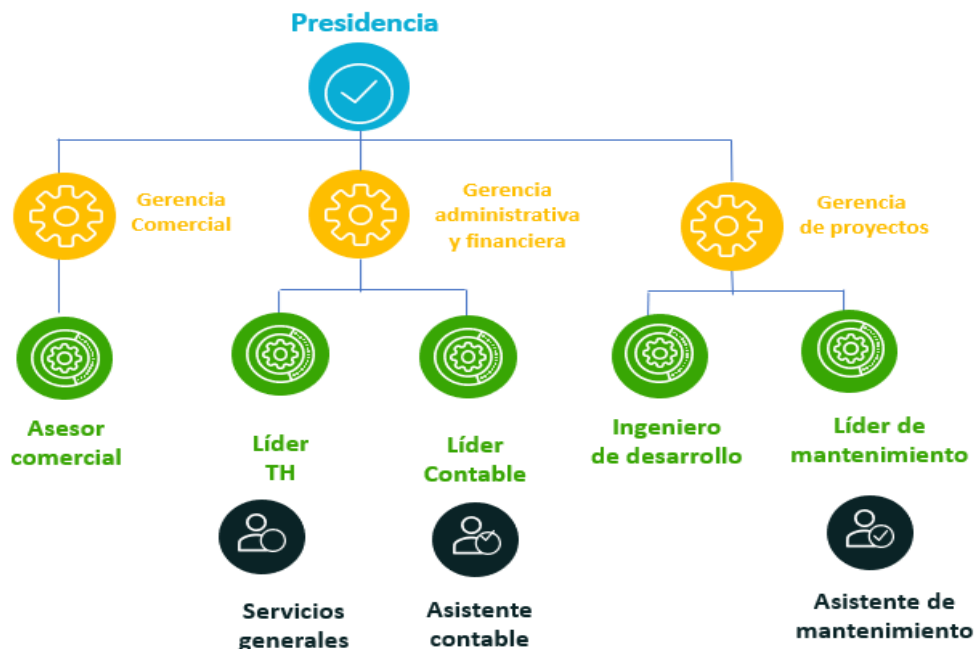 Presidencia
Gerencia
Comercial
Gerencia
administrativa
y financiera
Gerencia
de proyectos
Asesor
comercial
Líder
TH
Líder
Contable
Ingeniero
de desarrollo
Líder de
mantenimiento
Servicios
generales
Asistente
contable
Asistente de
mantenimiento